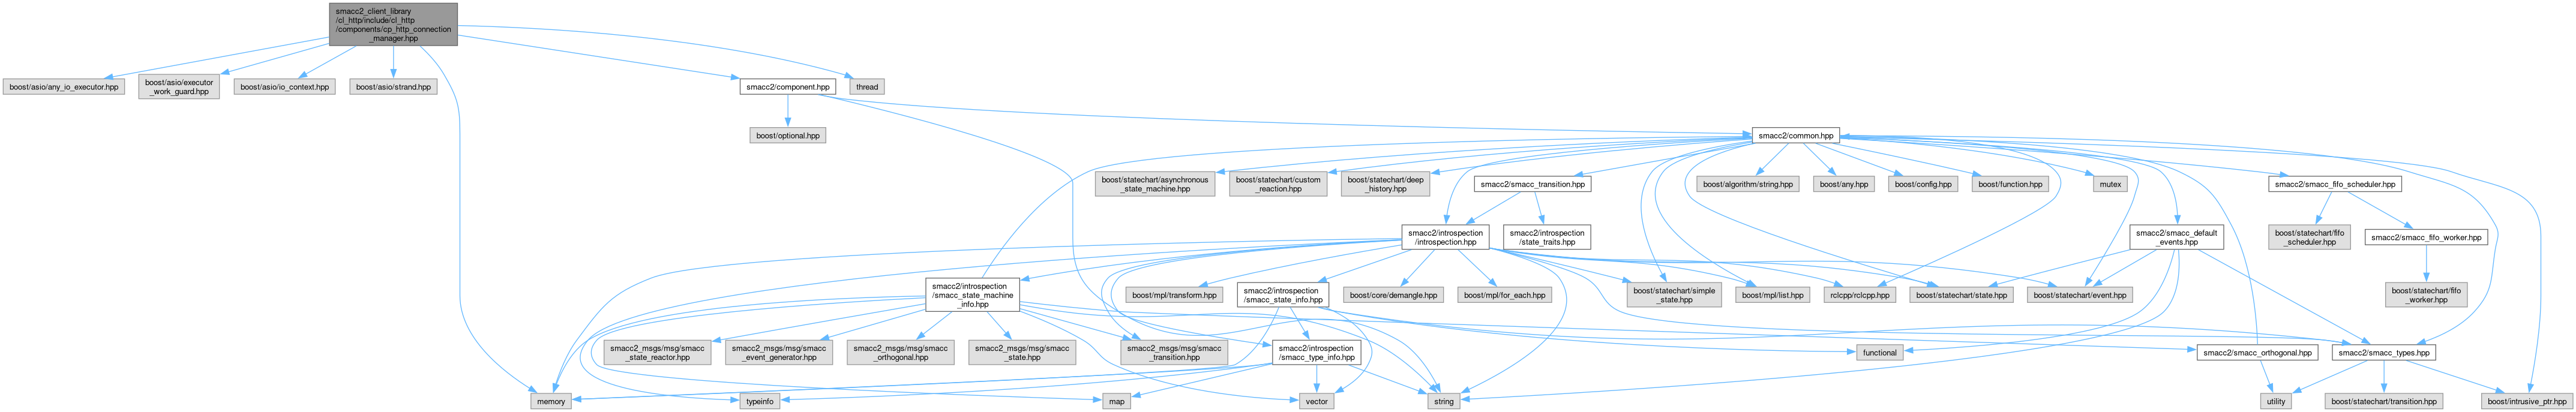 smacc2_client_library
/cl_http/include/cl_http
/components/cp_http_connection
_manager.hpp
boost/asio/any_io_executor.hpp
boost/asio/executor
_work_guard.hpp
boost/asio/io_context.hpp
boost/asio/strand.hpp
smacc2/component.hpp
thread
boost/optional.hpp
smacc2/common.hpp
boost/statechart/asynchronous
_state_machine.hpp
boost/statechart/custom
_reaction.hpp
boost/statechart/deep
_history.hpp
smacc2/smacc_transition.hpp
boost/algorithm/string.hpp
boost/any.hpp
boost/config.hpp
boost/function.hpp
mutex
smacc2/smacc_fifo_scheduler.hpp
smacc2/introspection
/introspection.hpp
smacc2/introspection
/state_traits.hpp
smacc2/smacc_default
_events.hpp
boost/statechart/fifo
_scheduler.hpp
smacc2/smacc_fifo_worker.hpp
smacc2/introspection
/smacc_state_machine
_info.hpp
boost/mpl/transform.hpp
smacc2/introspection
/smacc_state_info.hpp
boost/core/demangle.hpp
boost/mpl/for_each.hpp
boost/statechart/simple
_state.hpp
boost/mpl/list.hpp
rclcpp/rclcpp.hpp
boost/statechart/state.hpp
boost/statechart/event.hpp
boost/statechart/fifo
_worker.hpp
smacc2_msgs/msg/smacc
_state_reactor.hpp
smacc2_msgs/msg/smacc
_event_generator.hpp
smacc2_msgs/msg/smacc
_orthogonal.hpp
smacc2_msgs/msg/smacc
_state.hpp
smacc2_msgs/msg/smacc
_transition.hpp
smacc2/introspection
/smacc_type_info.hpp
functional
smacc2/smacc_orthogonal.hpp
smacc2/smacc_types.hpp
memory
typeinfo
map
vector
string
utility
boost/statechart/transition.hpp
boost/intrusive_ptr.hpp